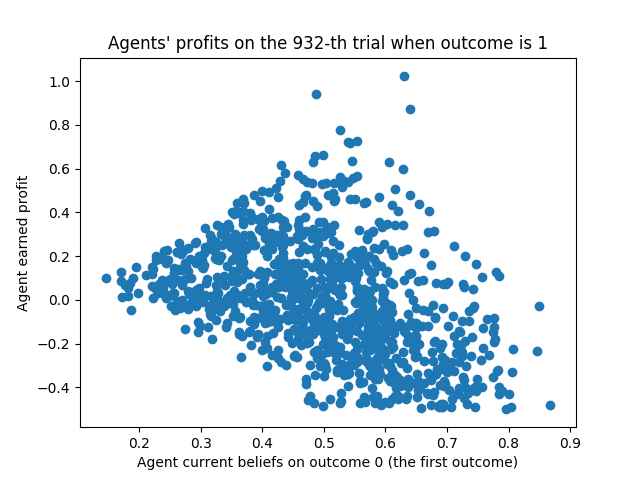 Agents' profits on the 932-th trial when outcome is 1
1.0
0.8
0.6
0.4
0.2
0.0
−0.2
−0.4
Agent earned profit
0.2 0.3 0.4 0.5 0.6 0.7 0.8 0.9
Agent current beliefs on outcome 0 (the first outcome)